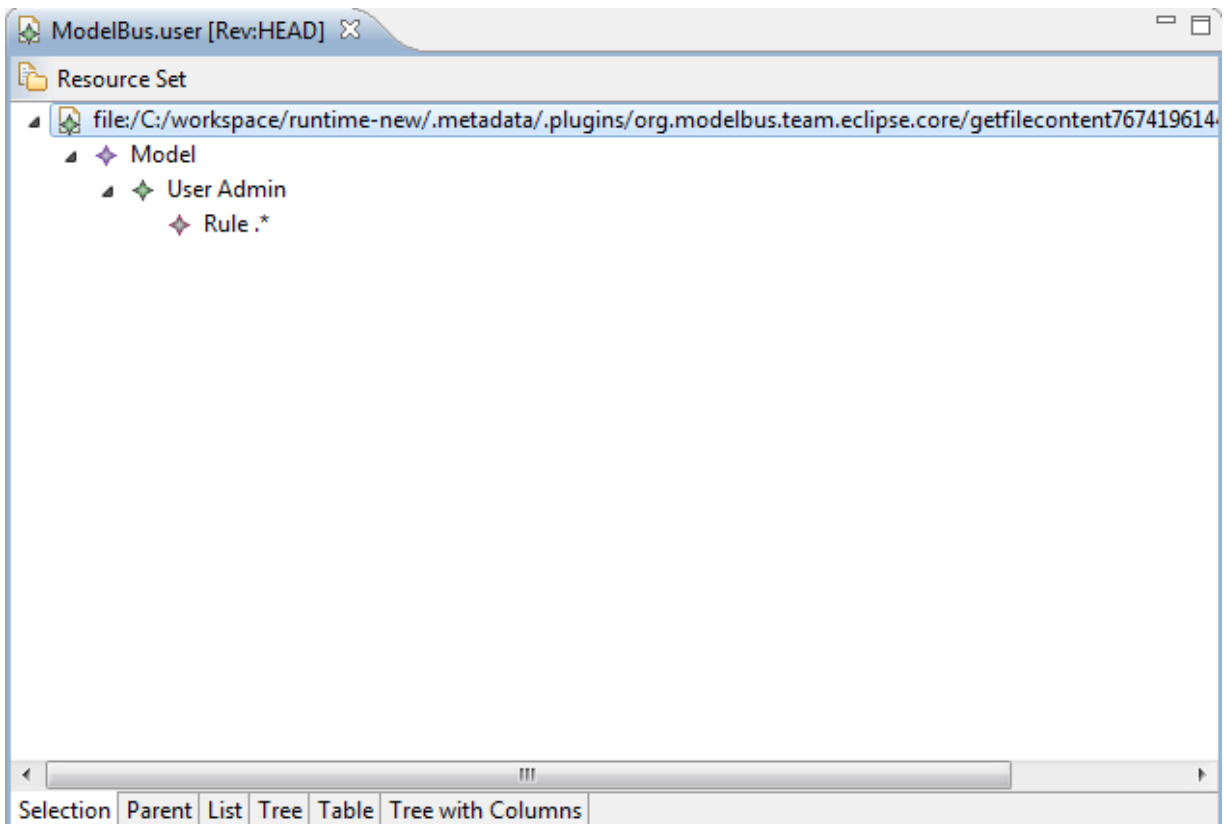 ModelBus.user [Rev:HEAD]
Resource Set
file:/C:/workspace/runtime-new/.metadata/.plugins/org.modelbus.team.eclipse.core/getfilecontent7674196144
Model
User Admin
Rule .*
Selection Parent List Tree Table Tree with Columns